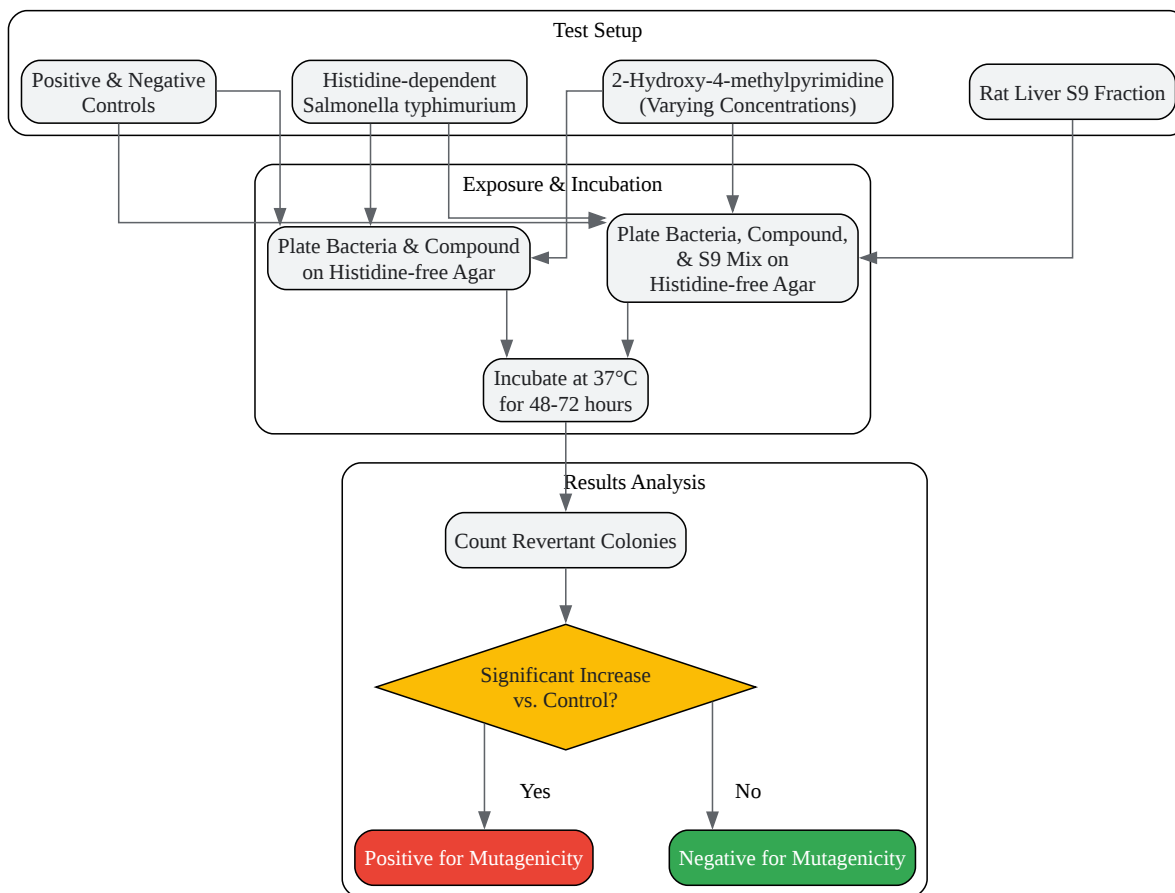 Test Setup
Positive & Negative
Controls
Histidine-dependent
Salmonella typhimurium
2-Hydroxy-4-methylpyrimidine
(Varying Concentrations)
Rat Liver S9 Fraction
Exposure & Incubation
Plate Bacteria & Compound
on Histidine-free Agar
Plate Bacteria, Compound,
& S9 Mix on
Histidine-free Agar
Incubate at 37°C
for 48-72 hours
Results Analysis
Count Revertant Colonies
Significant Increase
vs. Control?
Yes
No
Positive for Mutagenicity
Negative for Mutagenicity